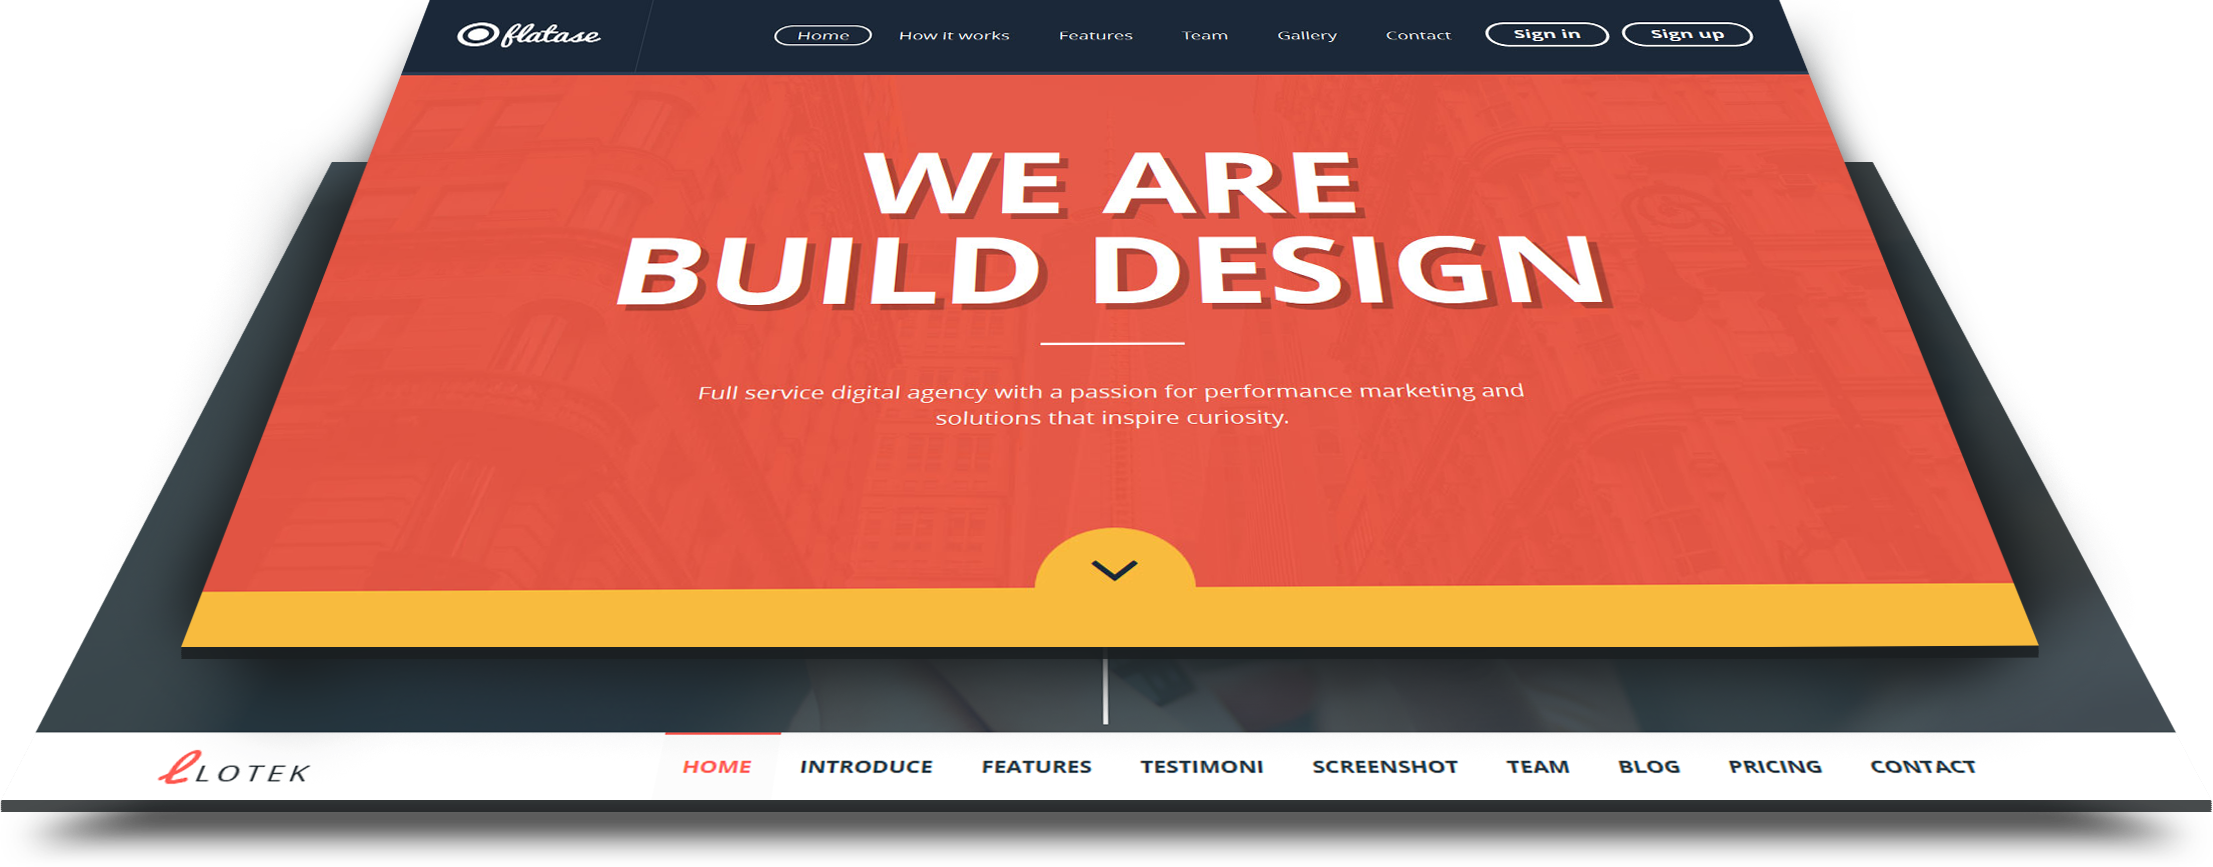 flatase Home How it works Features Team Gallery Contact Sign in Sign up
WE ARE
BUILD DESIGN
Full service digital agency with a passion for performance marketing and
solutions that inspire curiosity.
l LOTEK HOME INTRODUCE FEATURES TESTIMONI SCREENSHOT TEAM BLOG PRICING CONTACT